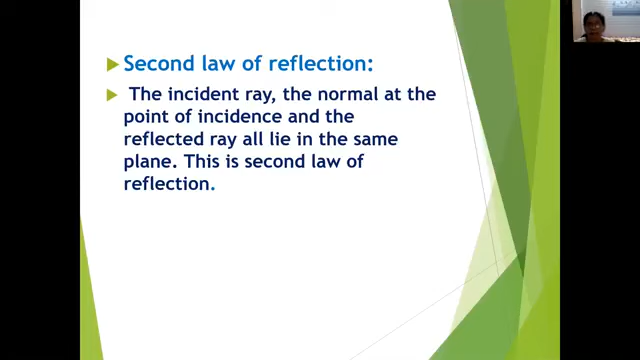 Second law of reflection:
The incident ray, the normal at the
point of incidence and the
reflected ray all lie in the same
plane. This is second law of
reflection.